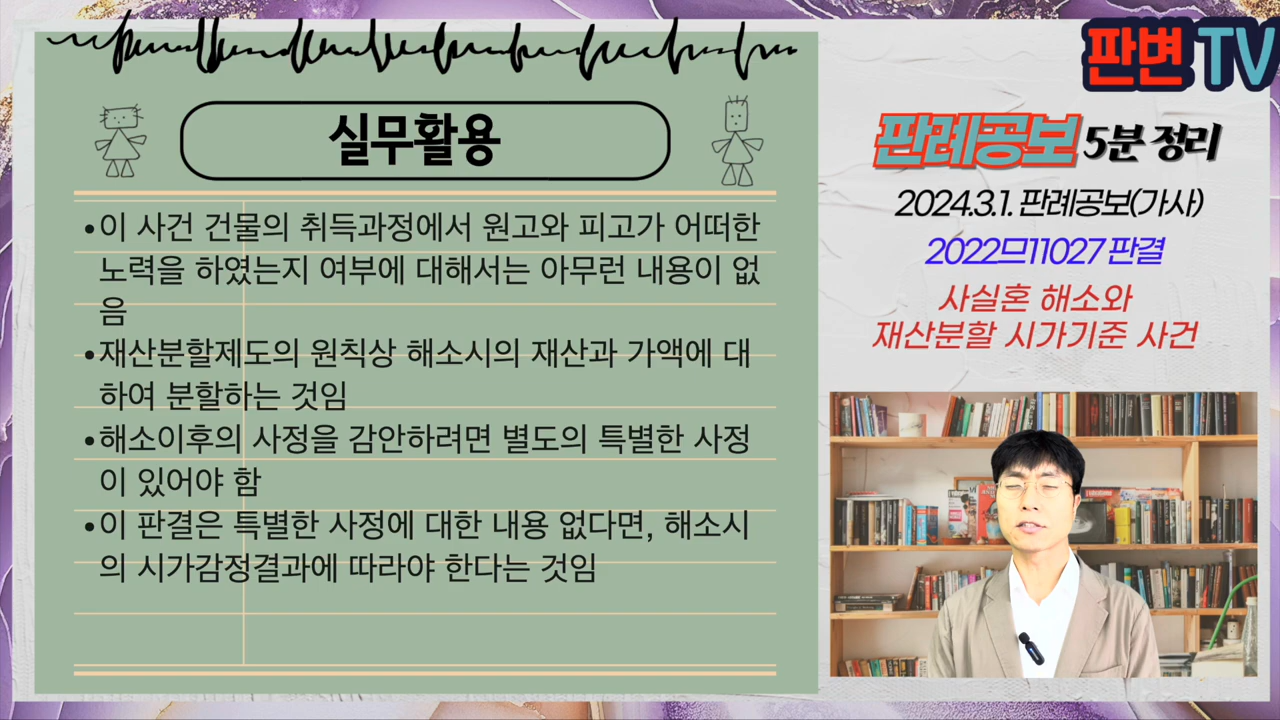 실무활용
•이 사건 건물의 취득과정에서 원고와 피고가 어떠한
노력을 하였는지 여부에 대해서는 아무런 내용이 없
음
•재산분할제도의 원칙상 해소시의 재산과 가액에 대
하여 분할하는 것임
•해소이후의 사정을 감안하려면 별도의 특별한 사정
이 있어야 함
•이 판결은 특별한 사정에 대한 내용 없다면, 해소시
의 시가감정결과에 따라야 한다는 것임
판변 TV
판례공보 5분 정리
2024.3.1. 판례공보(가사)
2022므11027 판결
사실혼 해소와
재산분할 시가기준 사건